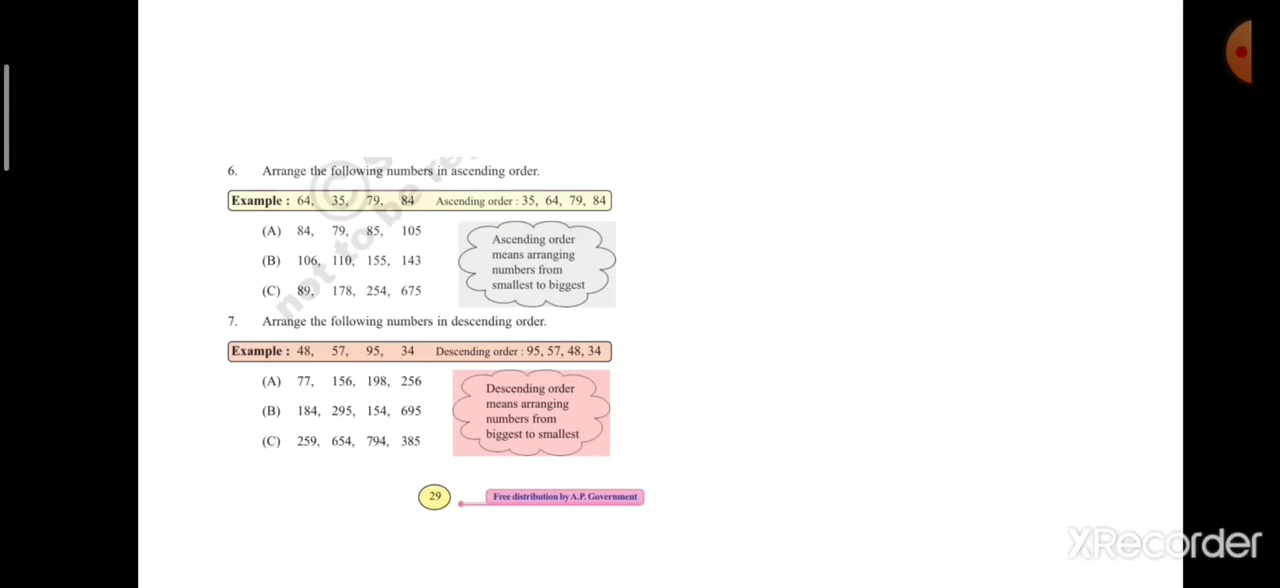 6. Arrange the following numbers in ascending order.
Example : 64, 35, 79, 84 Ascending order : 35, 64, 79, 84
(A) 84, 79, 85, 105
(B) 106, 110, 155, 143
(C) 89, 178, 254, 675
Ascending order
means arranging
numbers from
smallest to biggest
7. Arrange the following numbers in descending order.
Example : 48, 57, 95, 34 Descending order : 95, 57, 48, 34
(A) 77, 156, 198, 256
(B) 184, 295, 154, 695
(C) 259, 654, 794, 385
Descending order
means arranging
numbers from
biggest to smallest
29
Free distribution by A.P. Government
not to be
XRecorder